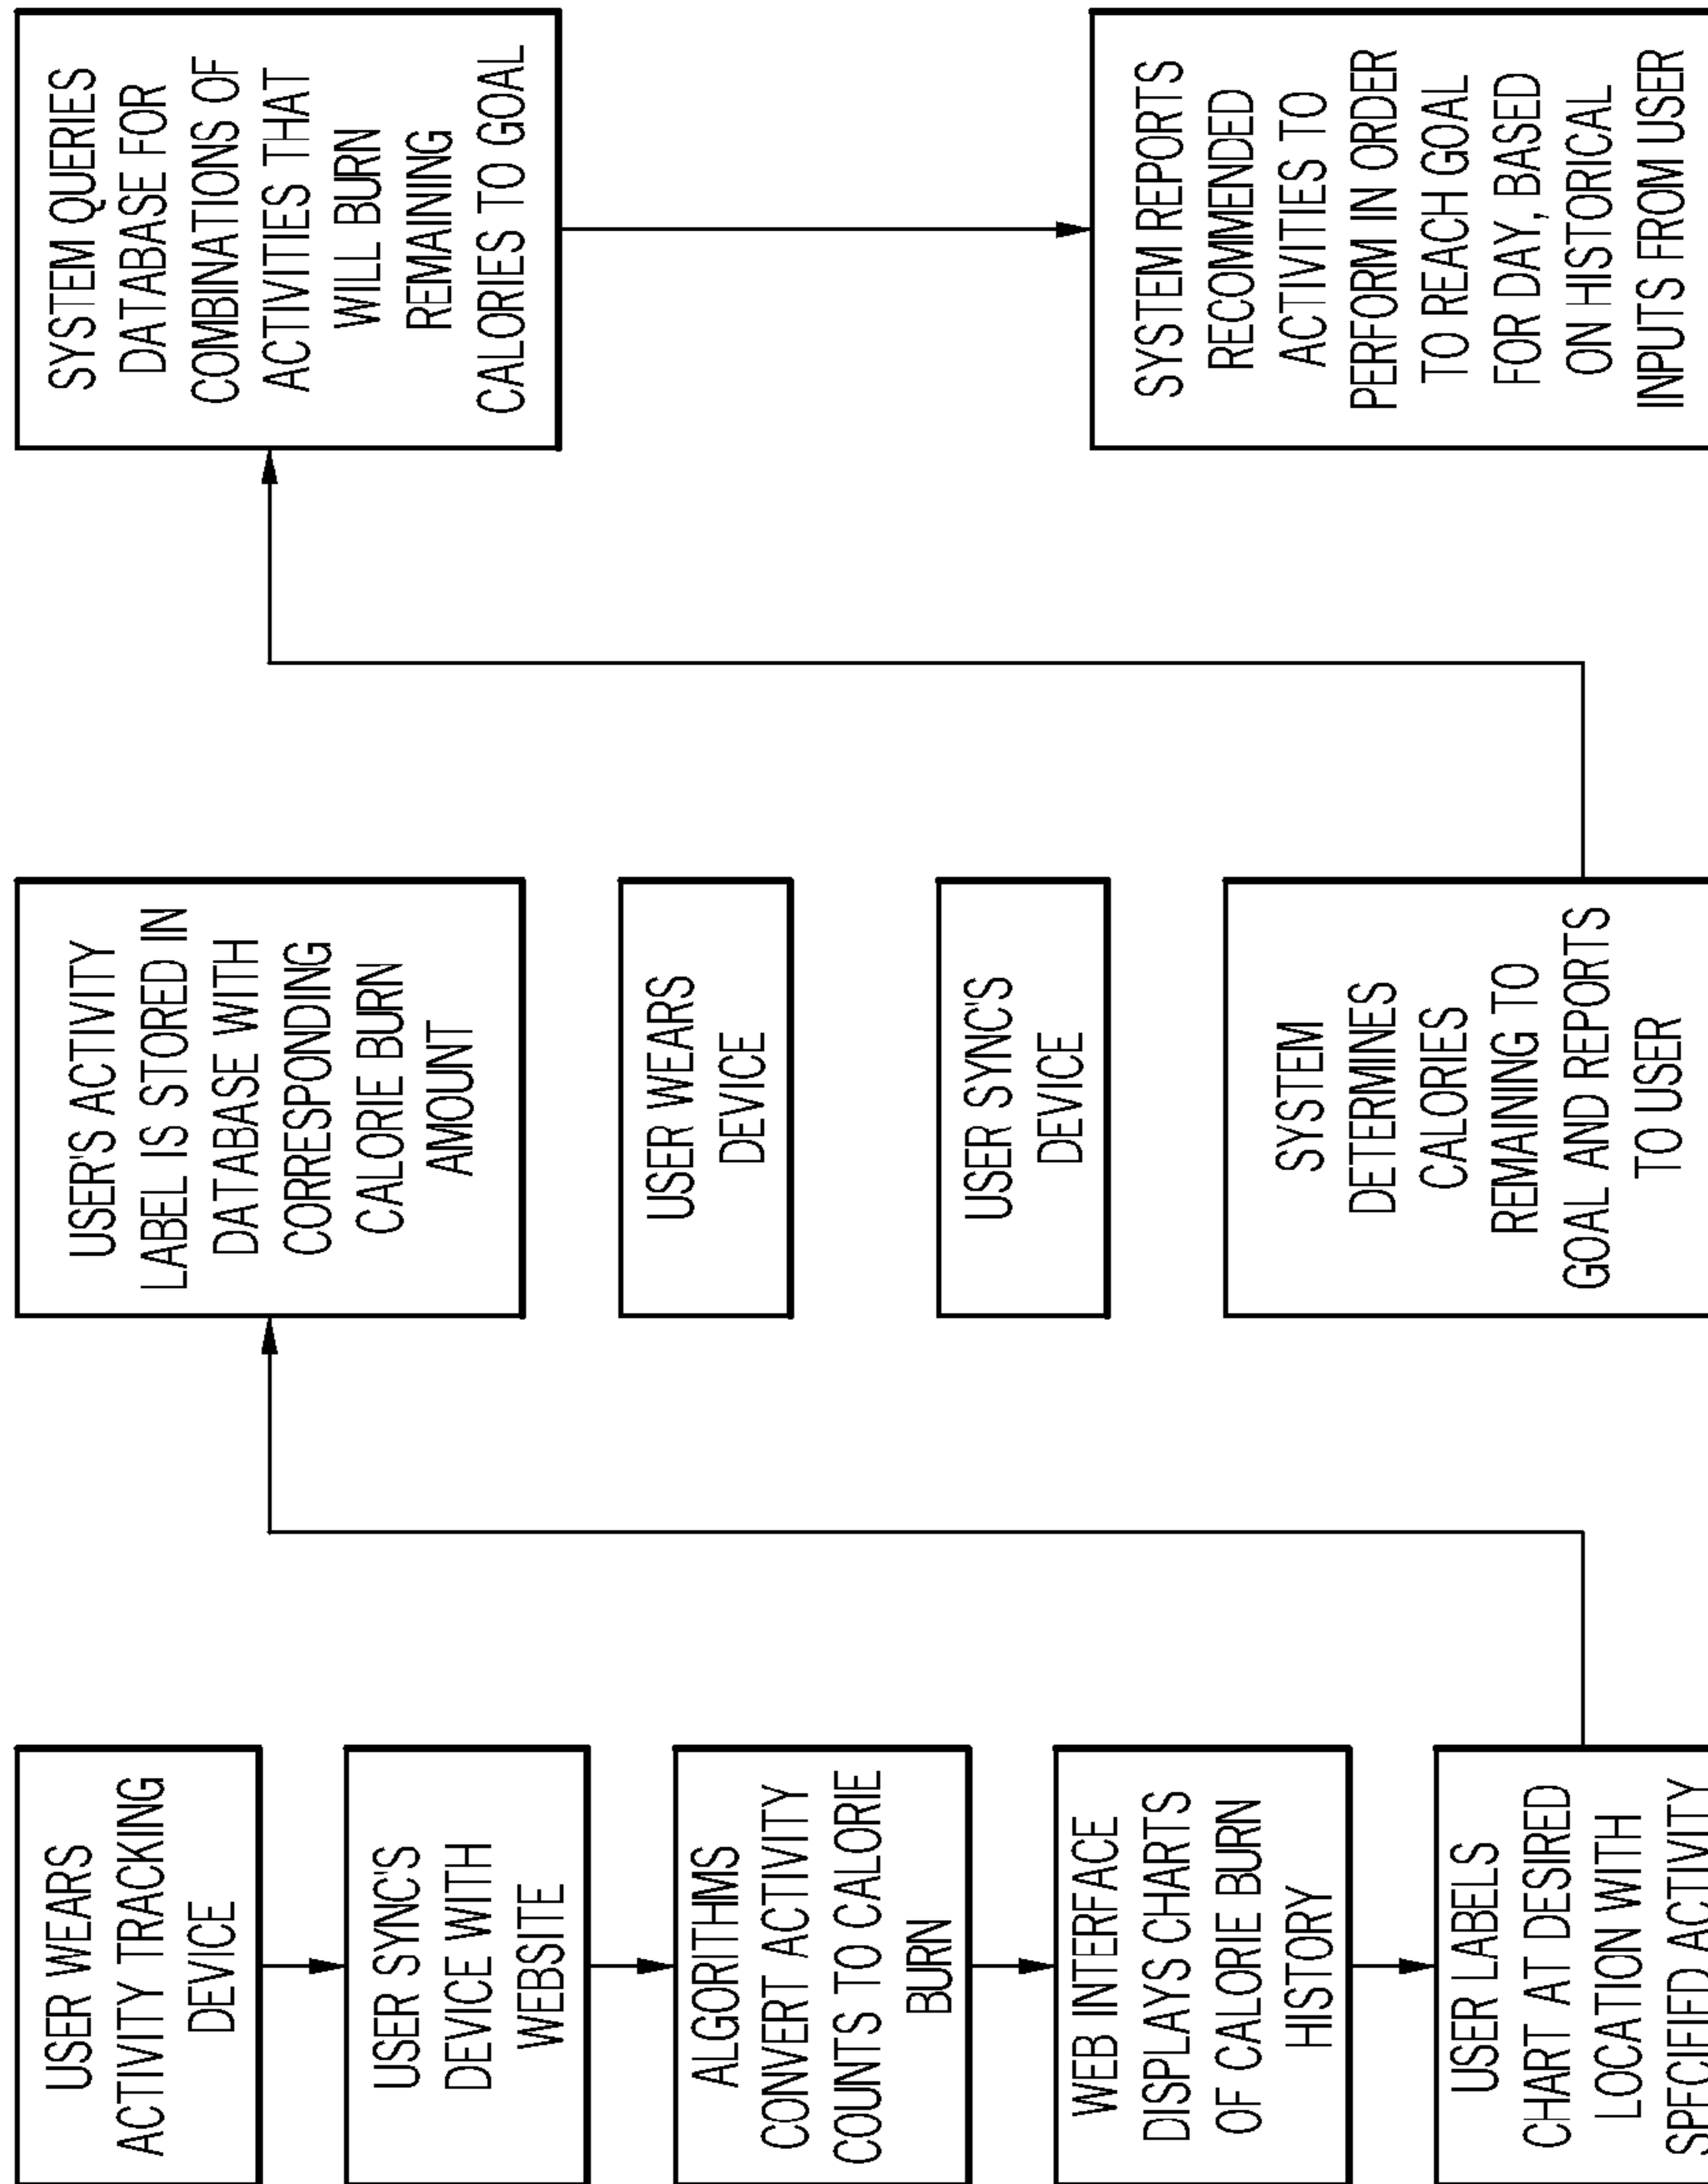 USER WEARS
ACTIVITY TRACKING
DEVICE
USER SYNC'S
DEVICE WITH
WEBSITE
ALGORITHMS
CONVERT ACTIVITY
COUNTS TO CALORIE
BURN
WEB INTERFACE
DISPLAYS CHARTS
OF CALORIE BURN
HISTORY
USER LABELS
CHART AT DESIRED
LOCATION WITH
SPECIFIED ACTIVITY
USER'S ACTIVITY
LABEL IS STORED IN
DATABASE WITH
CORRESPONDING
CALORIE BURN
AMOUNT
USER WEARS
DEVICE
USER SYNC'S
DEVICE
SYSTEM
DETERMINES
CALORIES
REMAINING TO
GOAL AND REPORTS
TO USER
SYSTEM QUERIES
DATABASE FOR
COMBINATIONS OF
ACTIVITIES THAT
WILL BURN
REMAINING
CALORIES TO GOAL
SYSTEM REPORTS
RECOMMENDED
ACTIVITIES TO
PERFORM IN ORDER
TO REACH GOAL
FOR DAY, BASED
ON HISTORICAL
INPUTS FROM USER